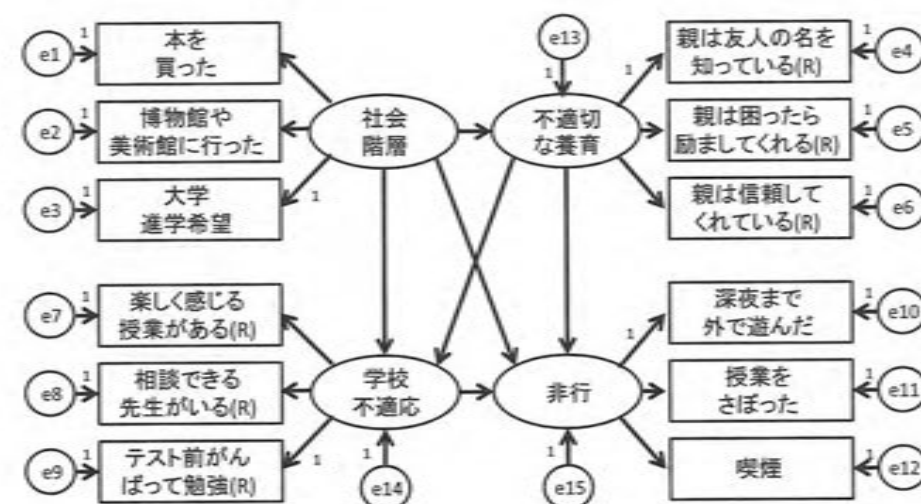 e1
1
本を
買った
e2
1
博物館や
美術館に行った
e3
1
大学
進学希望
1
社会
階層
e13
1
不適切
な養育
1
親は友人の名を
知っている(R)
1
e4
親は困ったら
励ましてくれる(R)
1
e5
親は信頼して
くれている(R)
1
e6
e7
1
楽しく感じる
授業がある(R)
e8
1
相談できる
先生がいる(R)
e9
1
テスト前がん
ばって勉強(R)
1
学校
不適応
1
e14
非行
1
e15
1
深夜まで
外で遊んだ
1
e10
授業を
さぼった
1
e11
喫煙
1
e12